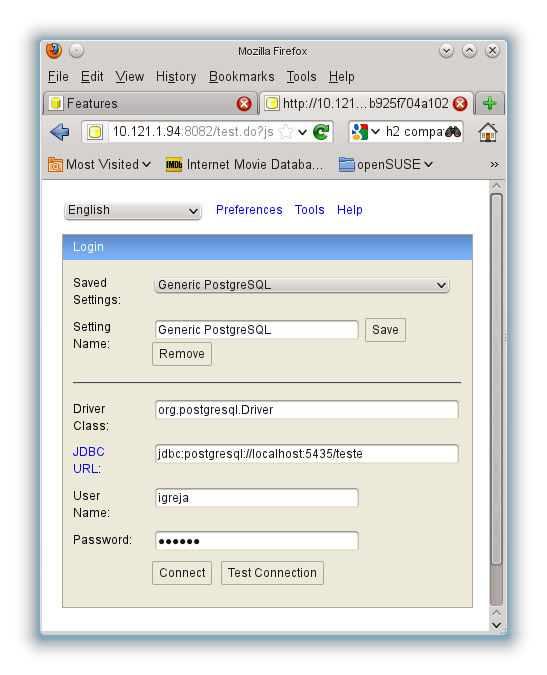 Mozilla Firefox
File Edit View History Bookmarks Tools Help
Features http://10.121...b925f704a102
10.121.1.94:8082/test.do?js h2 compa
Most Visited IMDb Internet Movie Databa... openSUSE »
English Preferences Tools Help
Login
Saved Settings: Generic PostgreSQL
Setting Name: Generic PostgreSQL Save
Remove
Driver Class: org.postgresql.Driver
JDBC URL: jdbc:postgresql://localhost:5435/teste
User Name: igreja
Password: ●●●●●●
Connect Test Connection